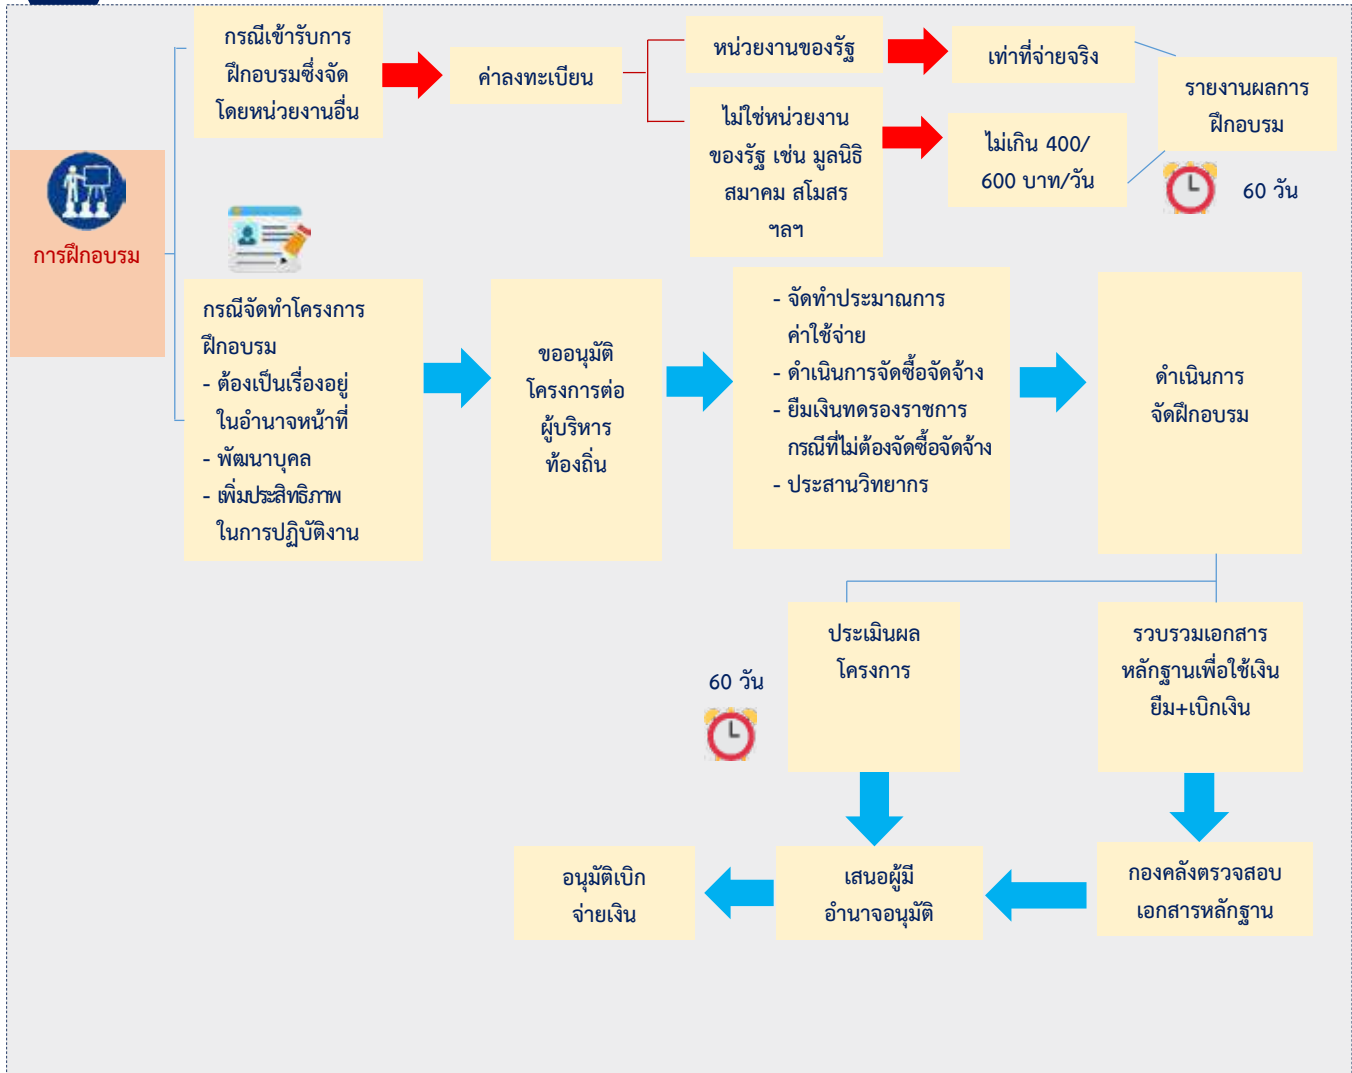 การฝึกอบรม
กรณีเข้ารับการ
ฝึกอบรมซึ่งจัด
โดยหน่วยงานอื่น
ค่าลงทะเบียน
หน่วยงานของรัฐ
เท่าที่จ่ายจริง
ไม่ใช่หน่วยงาน
ของรัฐ เช่น มูลนิธิ
สมาคม สโมสร
ฯลฯ
ไม่เกิน 400/
600 บาท/วัน
รายงานผลการ
ฝึกอบรม
60 วัน
กรณีจัดทำโครงการ
ฝึกอบรม
- ต้องเป็นเรื่องอยู่
ในอำนาจหน้าที่
- พัฒนาบุคล
- เพิ่มประสิทธิภาพ
ในการปฏิบัติงาน
ขออนุมัติ
โครงการต่อ
ผู้บริหาร
ท้องถิ่น
- จัดทำประมาณการ
ค่าใช้จ่าย
- ดำเนินการจัดซื้อจัดจ้าง
- ยืมเงินทดรองราชการ
กรณีที่ไม่ต้องจัดซื้อจัดจ้าง
- ประสานวิทยากร
ดำเนินการ
จัดฝึกอบรม
ประเมินผล
โครงการ
60 วัน
รวบรวมเอกสาร
หลักฐานเพื่อใช้เงิน
ยืม+เบิกเงิน
กองคลังตรวจสอบ
เอกสารหลักฐาน
เสนอผู้มี
อำนาจอนุมัติ
อนุมัติเบิก
จ่ายเงิน